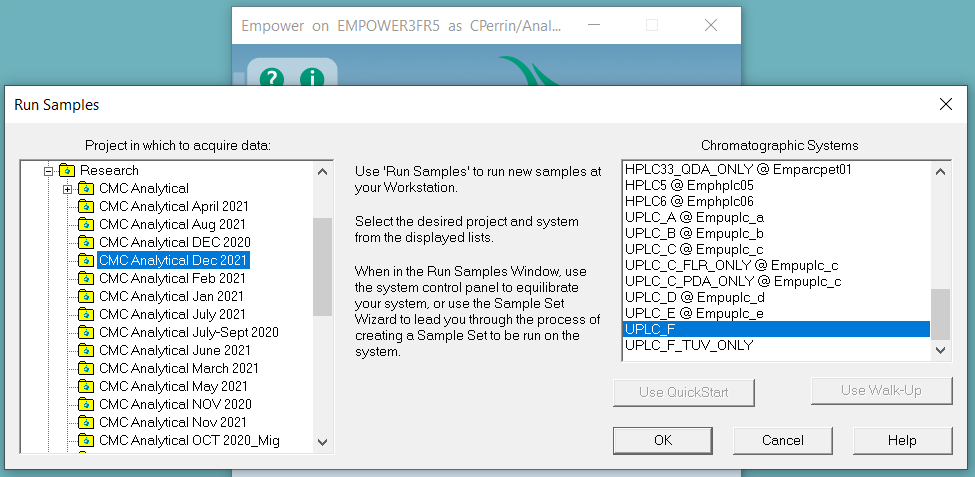 Empower on EMPOWER3FR5 as CPerrin/Anal...
? i
Run Samples
Project in which to acquire data:
Research
CMC Analytical
CMC Analytical April 2021
CMC Analytical Aug 2021
CMC Analytical DEC 2020
CMC Analytical Dec 2021
CMC Analytical Feb 2021
CMC Analytical Jan 2021
CMC Analytical July 2021
CMC Analytical July-Sept 2020
CMC Analytical June 2021
CMC Analytical March 2021
CMC Analytical May 2021
CMC Analytical NOV 2020
CMC Analytical Nov 2021
CMC Analytical OCT 2020_Mig
Use 'Run Samples' to run new samples at
your Workstation.
Select the desired project and system
from the displayed lists.
When in the Run Samples Window, use
the system control panel to equilibrate
your system, or use the Sample Set
Wizard to lead you through the process of
creating a Sample Set to be run on the
system.
Chromatographic Systems
HPLC33_QDA_ONLY @ Emparcpet01
HPLC5 @ Emphplc05
HPLC6 @ Emphplc06
UPLC_A @ Empuplc_a
UPLC_B @ Empuplc_b
UPLC_C @ Empuplc_c
UPLC_C_FLR_ONLY @ Empuplc_c
UPLC_C_PDA_ONLY @ Empuplc_c
UPLC_D @ Empuplc_d
UPLC_E @ Empuplc_e
UPLC_F
UPLC_F_TUV_ONLY
Use QuickStart
Use Walk-Up
OK
Cancel
Help